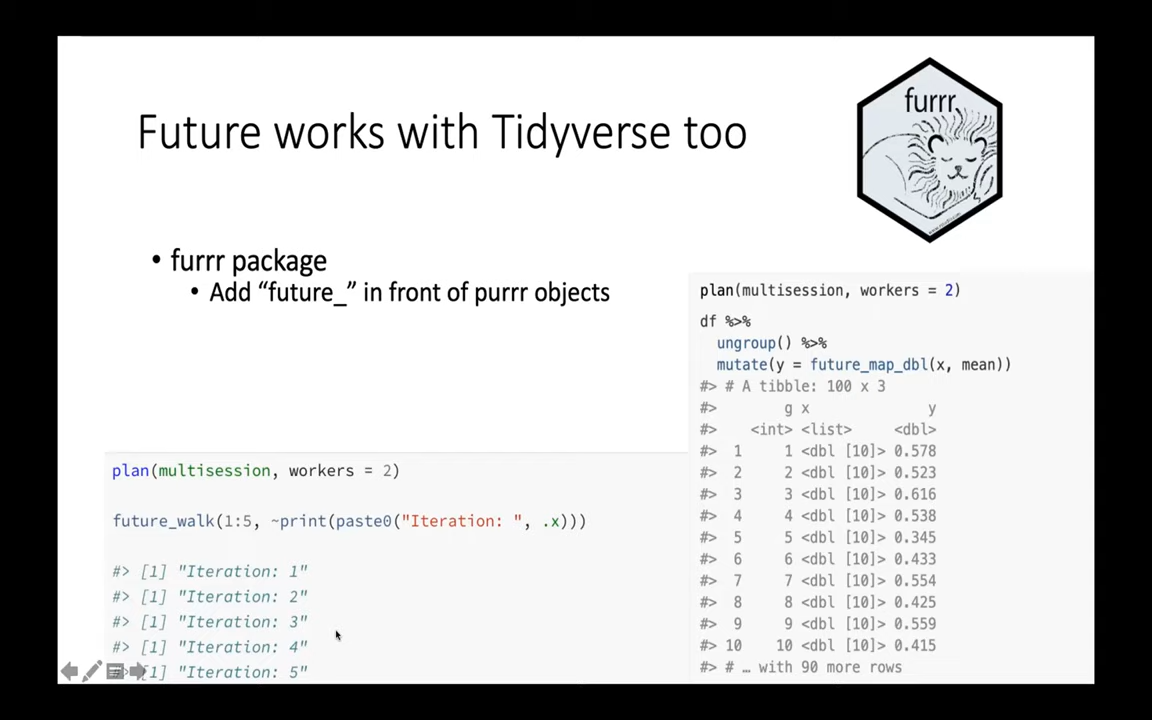 Future works with Tidyverse too
furrr
• furrr package
• Add “future_” in front of purrr objects
plan(multisession, workers = 2)
future_walk(1:5, ~print(paste0("Iteration: ", .x)))
#> [1] "Iteration: 1"
#> [1] "Iteration: 2"
#> [1] "Iteration: 3"
#> [1] "Iteration: 4"
#> [1] "Iteration: 5"
plan(multisession, workers = 2)
df %>%
ungroup() %>%
mutate(y = future_map_dbl(x, mean))
#> # A tibble: 100 x 3
#> g x y
#> <int> <list> <dbl>
#> 1 1 <dbl [10]> 0.578
#> 2 2 <dbl [10]> 0.523
#> 3 3 <dbl [10]> 0.616
#> 4 4 <dbl [10]> 0.538
#> 5 5 <dbl [10]> 0.345
#> 6 6 <dbl [10]> 0.433
#> 7 7 <dbl [10]> 0.554
#> 8 8 <dbl [10]> 0.425
#> 9 9 <dbl [10]> 0.559
#> 10 10 <dbl [10]> 0.415
#> # … with 90 more rows